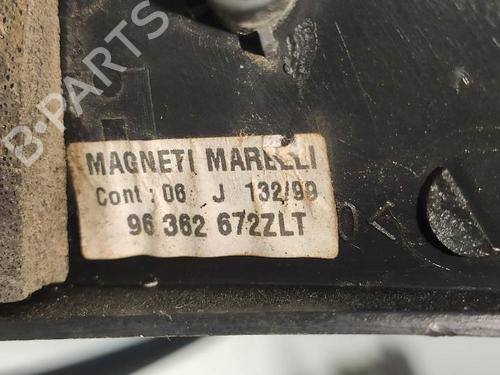 MAGNETI MARELLI
Cont : 06 J 132/99
96 362 672ZLT
B-PARTS